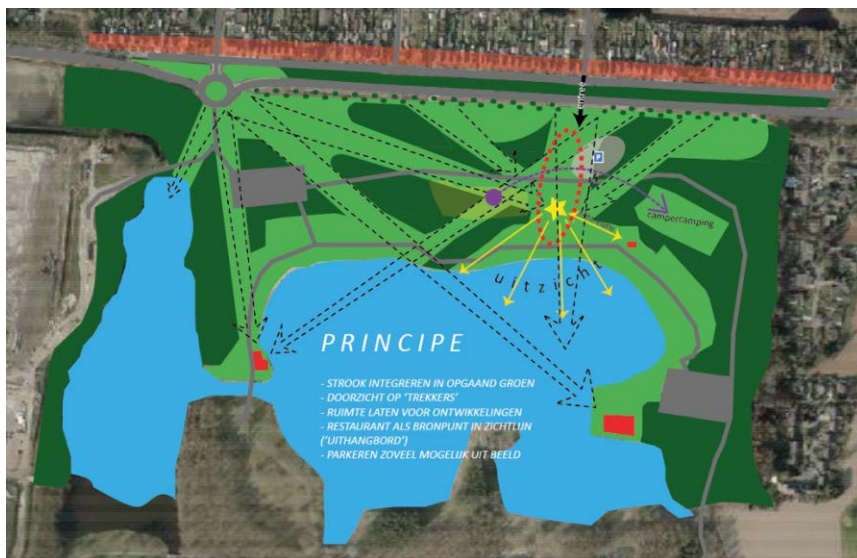 entree
P
campercamping
uitzicht
PRINCIPE
- STROOK INTEGREREN IN OPGAAND GROEN
- DOORZICHT OP ‘TREKKERS’
- RUIMTE LATEN VOOR ONTWIKKELINGEN
- RESTAURANT ALS BRONPUNT IN ZICHTLIJN
(‘UITHANGBORD’)
- PARKEREN ZOVEEL MOGELIJK UIT BEELD